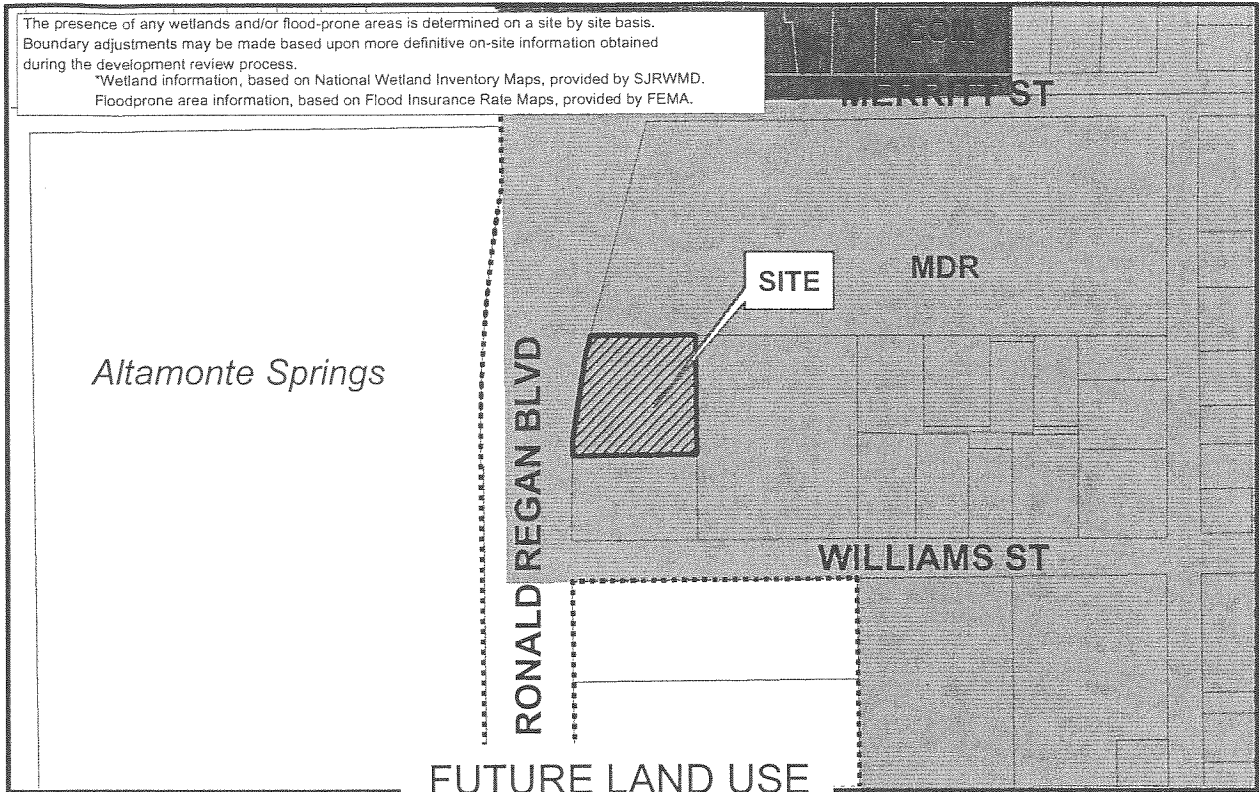 The presence of any wetlands and/or flood-prone areas is determined on a site by site basis.
Boundary adjustments may be made based upon more definitive on-site information obtained
during the development review process.
*Wetland information, based on National Wetland Inventory Maps, provided by SJRWMD.
Floodprone area information, based on Flood Insurance Rate Maps, provided by FEMA.
COM
MERRITT ST
MDR
SITE
Altamonte Springs
RONALD REGAN BLVD
WILLIAMS ST
FUTURE LAND USE